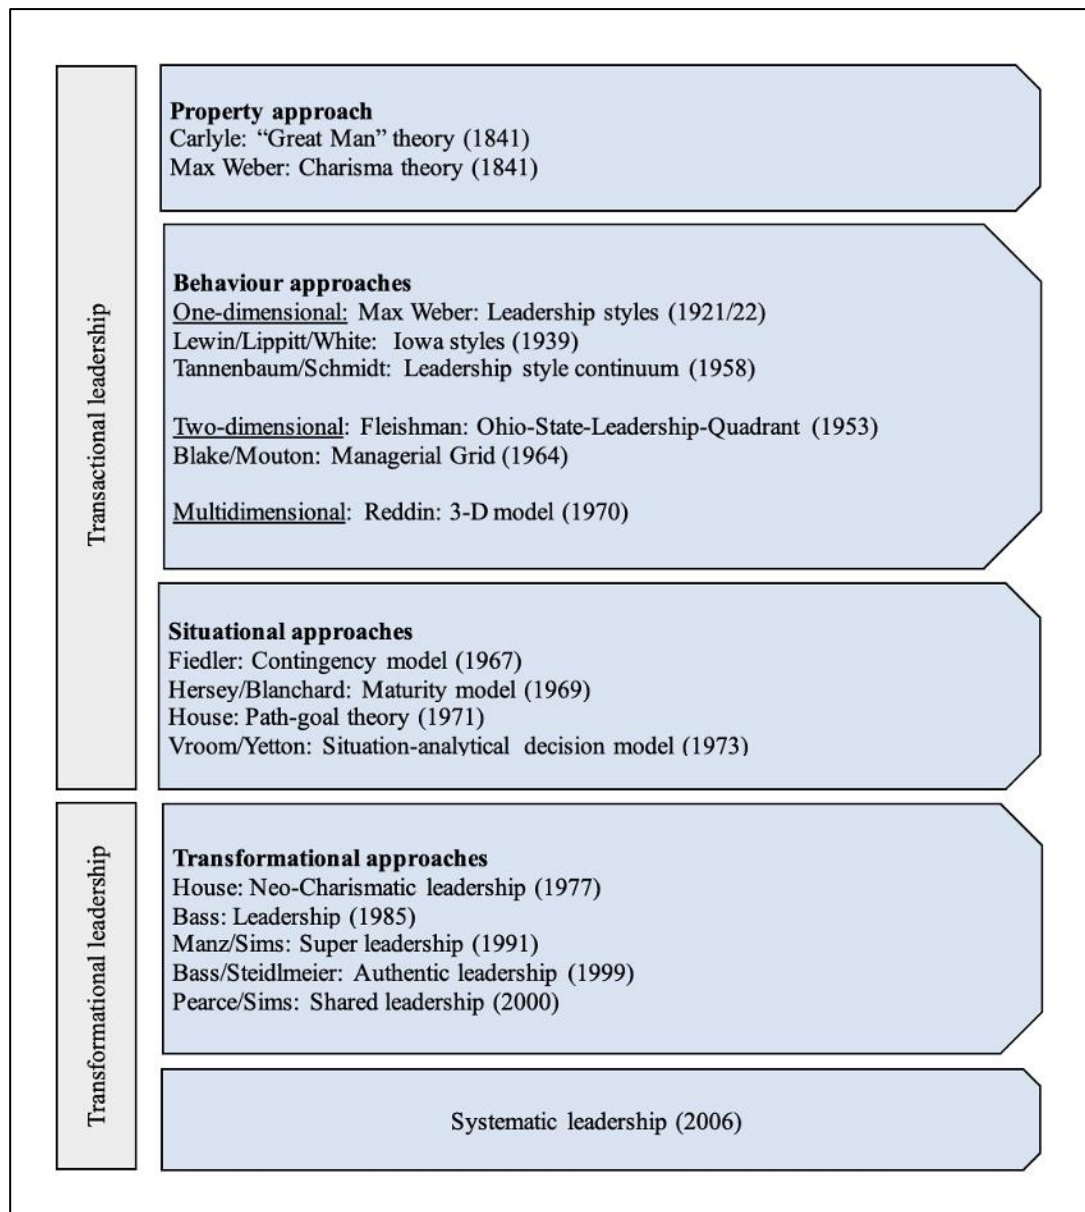 Transactional leadership
Property approach
Carlyle: “Great Man” theory (1841)
Max Weber: Charisma theory (1841)
Behaviour approaches
One-dimensional: Max Weber: Leadership styles (1921/22)
Lewin/Lippitt/White: Iowa styles (1939)
Tannenbaum/Schmidt: Leadership style continuum (1958)
Two-dimensional: Fleishman: Ohio-State-Leadership-Quadrant (1953)
Blake/Mouton: Managerial Grid (1964)
Multidimensional: Reddin: 3-D model (1970)
Situational approaches
Fiedler: Contingency model (1967)
Hersey/Blanchard: Maturity model (1969)
House: Path-goal theory (1971)
Vroom/Yetton: Situation-analytical decision model (1973)
Transformational leadership
Transformational approaches
House: Neo-Charismatic leadership (1977)
Bass: Leadership (1985)
Manz/Sims: Super leadership (1991)
Bass/Steidlmeier: Authentic leadership (1999)
Pearce/Sims: Shared leadership (2000)
Systematic leadership (2006)